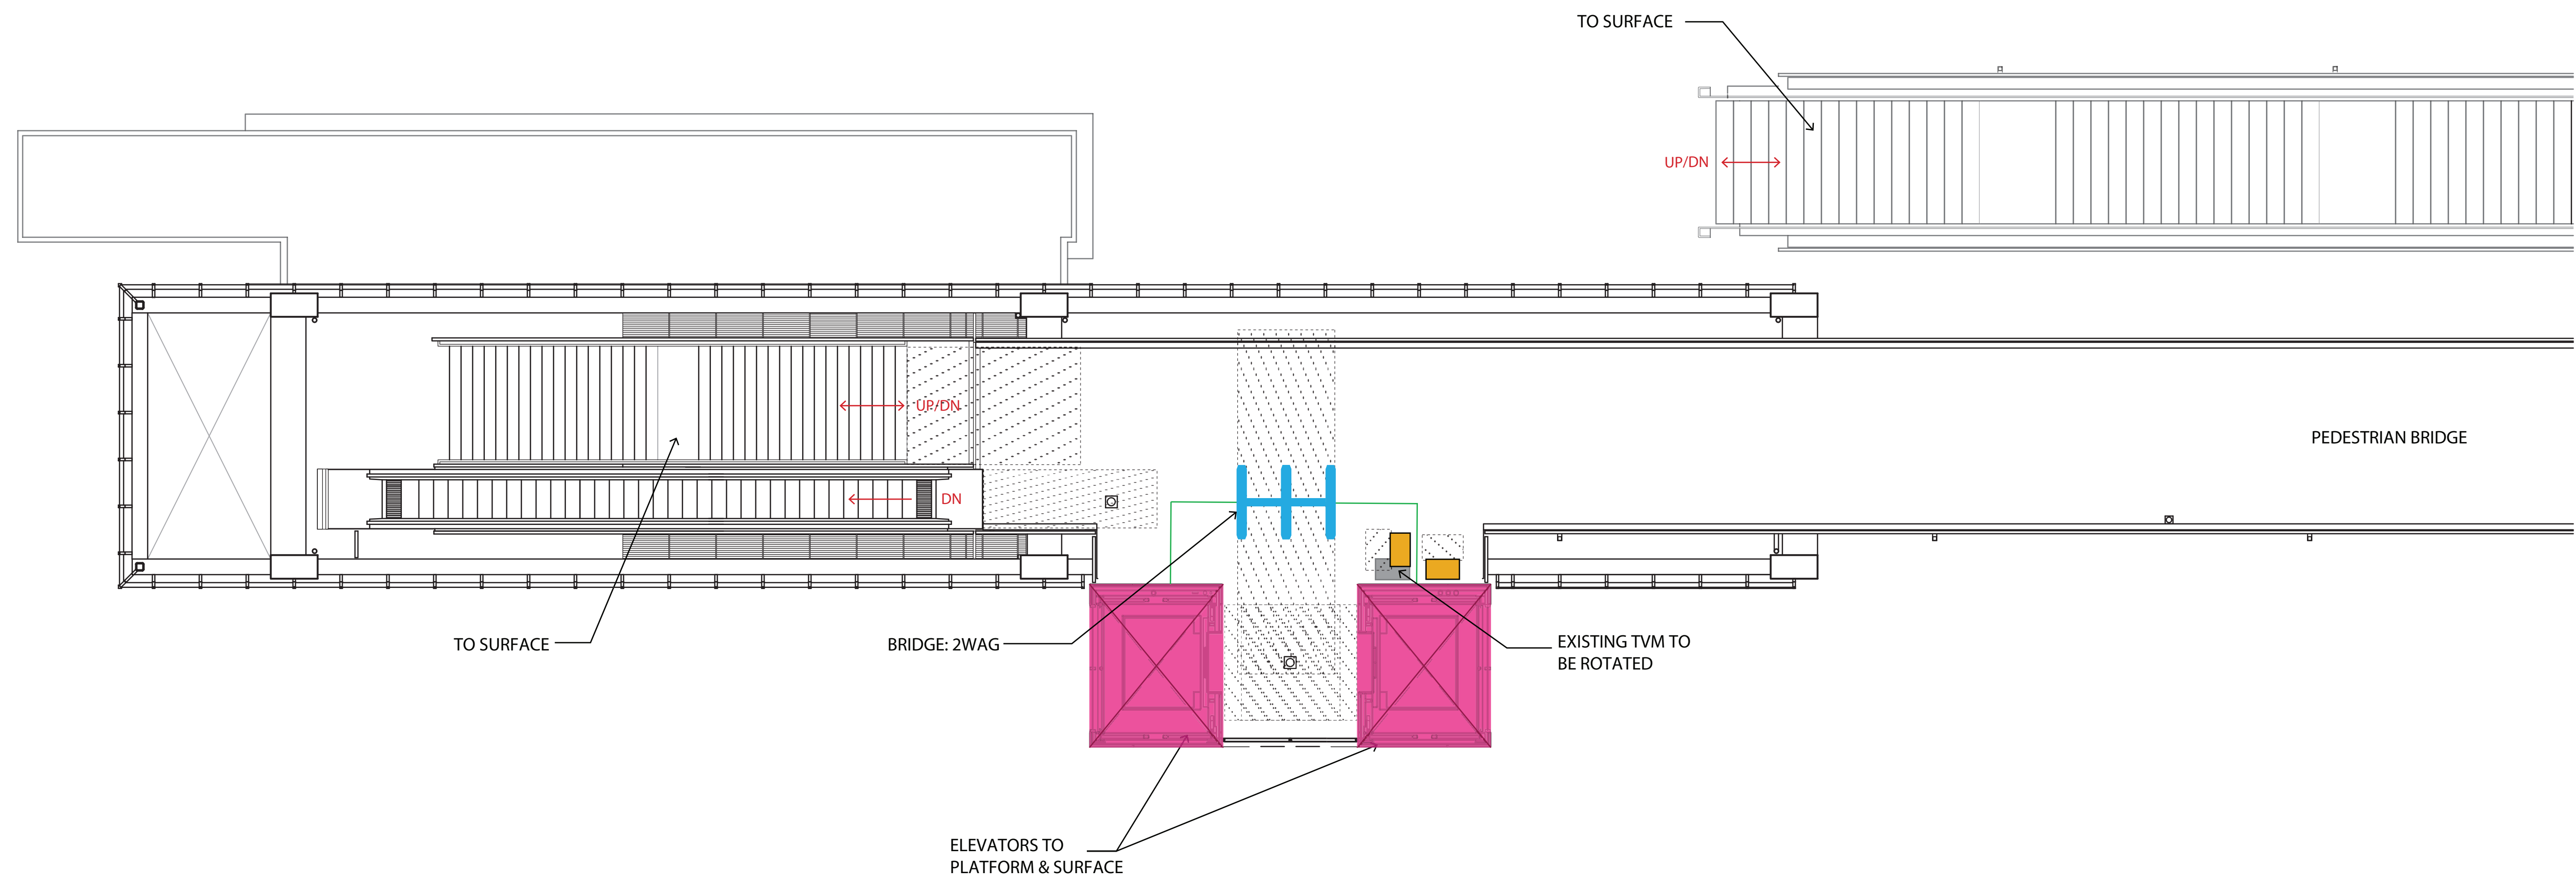 TO SURFACE
UP/DN
UP/DN
PEDESTRIAN BRIDGE
DN
TO SURFACE
BRIDGE: 2WAG
EXISTING TVM TO
BE ROTATED
ELEVATORS TO
PLATFORM & SURFACE